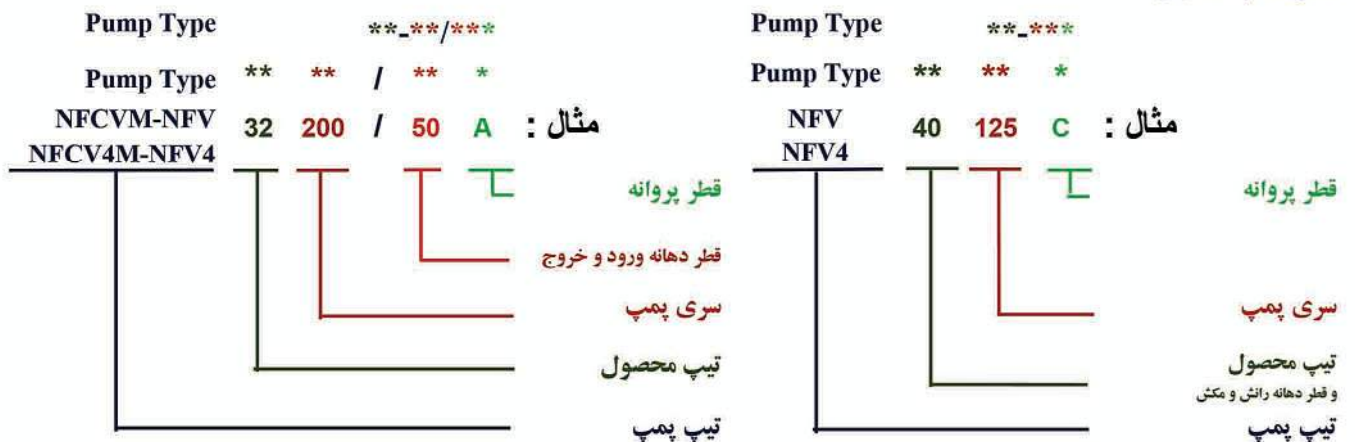 Pump Type **_**/***
Pump Type ** ** / ** *
NFCVM-NFV
NFCV4M-NFV4
32 200 / 50 A مثال :
قطر پروانه
قطر دهانه ورود و خروج
سری پمپ
تیپ محصول
تیپ پمپ
Pump Type **_***
Pump Type ** ** *
NFV
NFV4
40 125 C مثال :
قطر پروانه
سری پمپ
تیپ محصول
و قطر دهانه رانش و مکش
تیپ پمپ